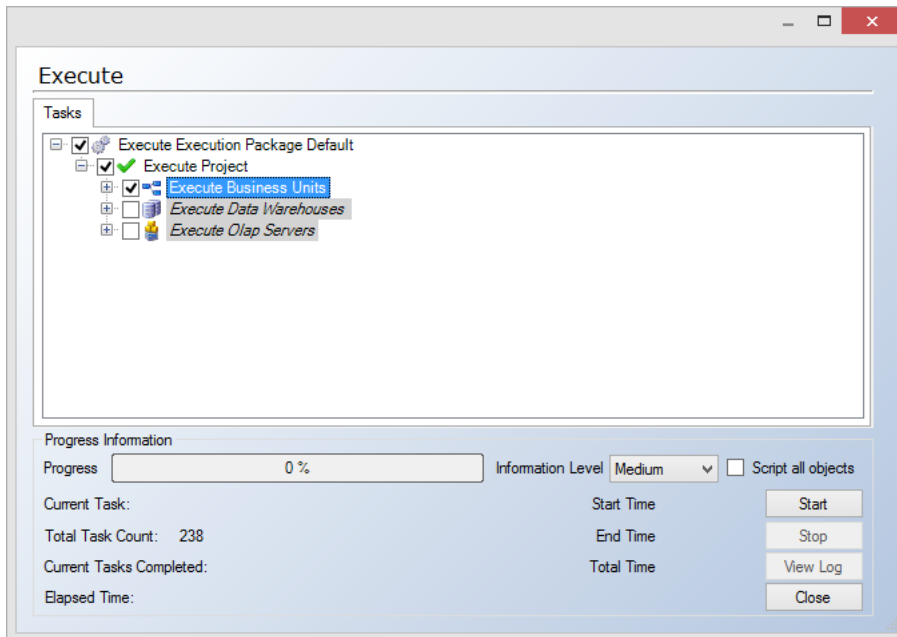 Execute
Tasks
Execute Execution Package Default
Execute Project
Execute Business Units
Execute Data Warehouses
Execute Olap Servers
Progress Information
Progress 0 % Information Level Medium Script all objects
Current Task: Start Time Start
Total Task Count: 238 End Time Stop
Current Tasks Completed: Total Time View Log
Elapsed Time: Close